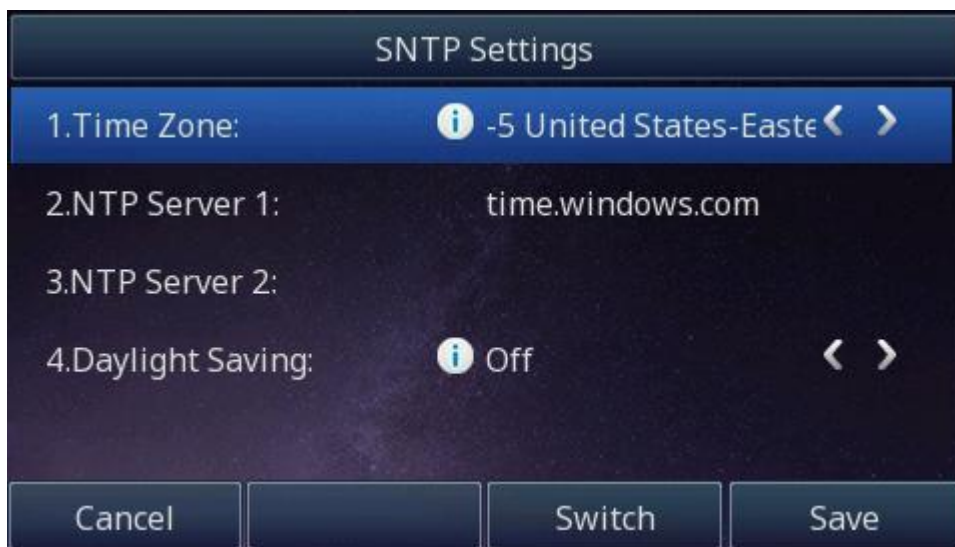 SNTP Settings
1.Time Zone: -5 United States-Easte
2.NTP Server 1: time.windows.com
3.NTP Server 2:
4.Daylight Saving: Off
Cancel Switch Save